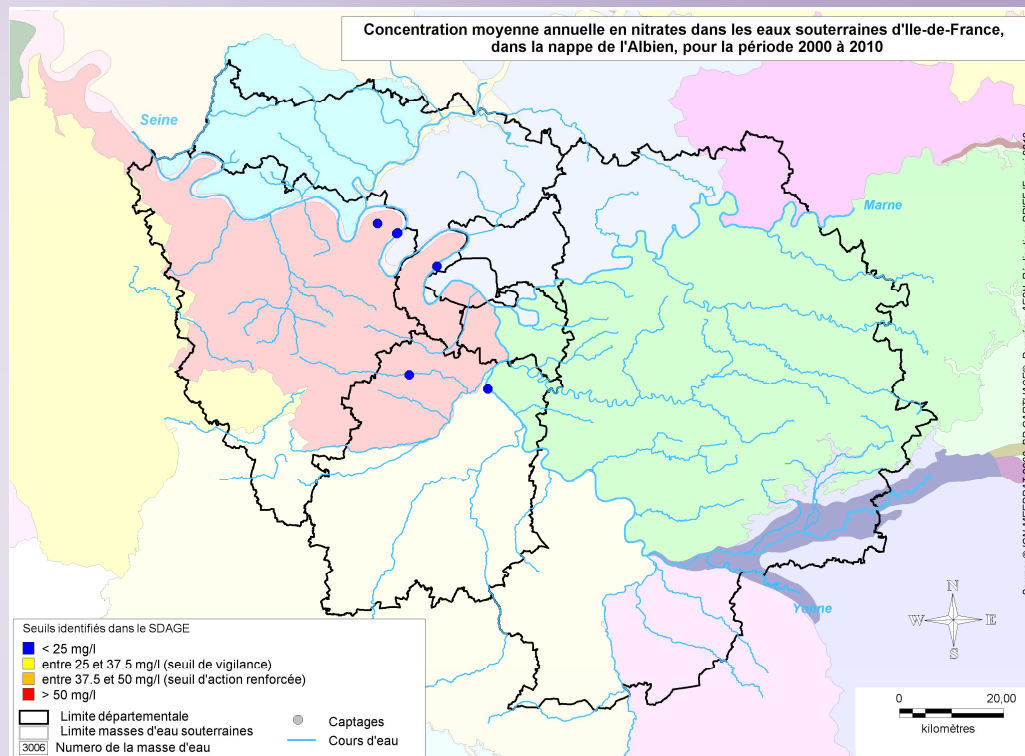 Concentration moyenne annuelle en nitrates dans les eaux souterraines d'Ile-de-France,
dans la nappe de l'Albien, pour la période 2000 à 2010
Seine
Marne
Yonne
N
W
E
S
Seuils identifiés dans le SDAGE
< 25 mg/l
entre 25 et 37.5 mg/l (seuil de vigilance)
entre 37.5 et 50 mg/l (seuil d'action renforcée)
> 50 mg/l
Limite départementale
Limite masses d'eau souterraines
3006 Numero de la masse d'eau
Captages
Cours d'eau
0 20,00
kilomètres